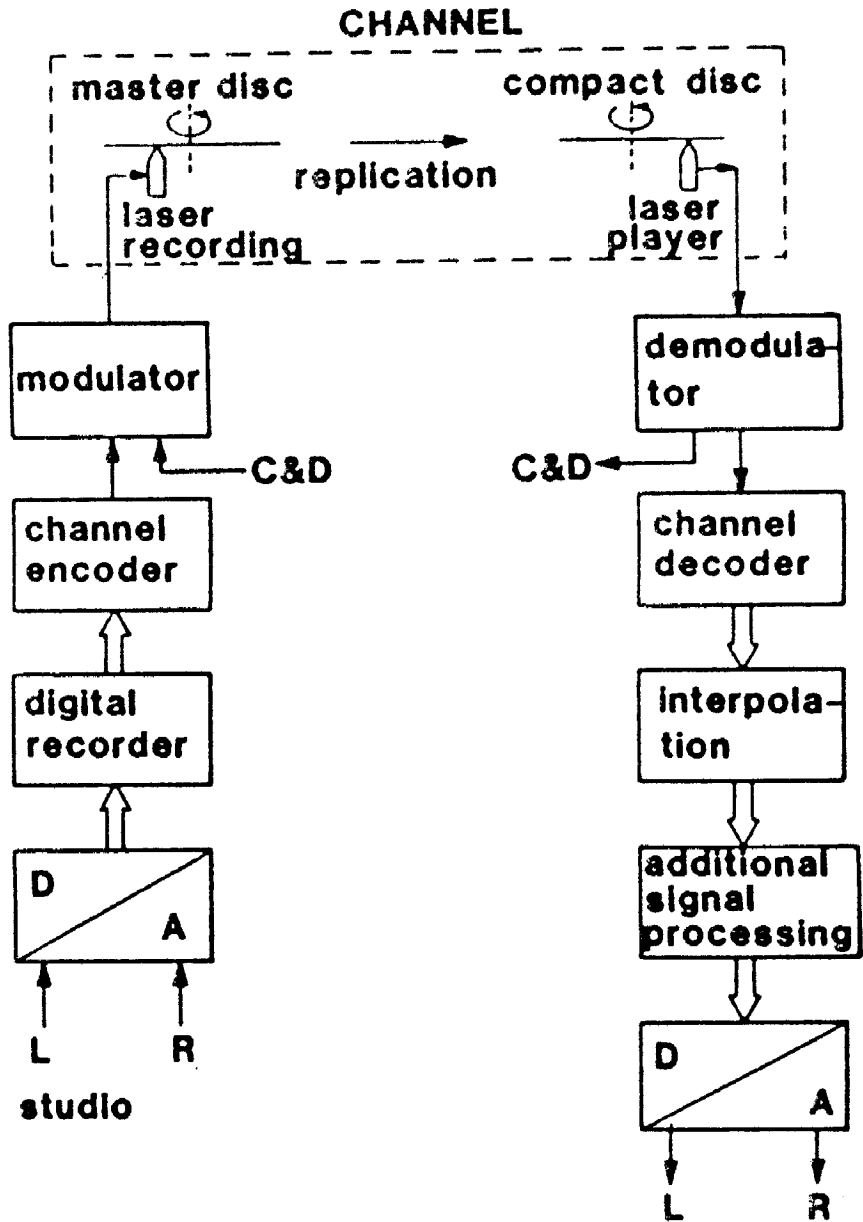 CHANNEL
master disc
compact disc
replication
laser
recording
laser
player
modulator
C&D
channel
encoder
digital
recorder
D
A
L R
studio
demodula-
tor
C&D
channel
decoder
interpola-
tion
additional
signal
processing
D
A
L R